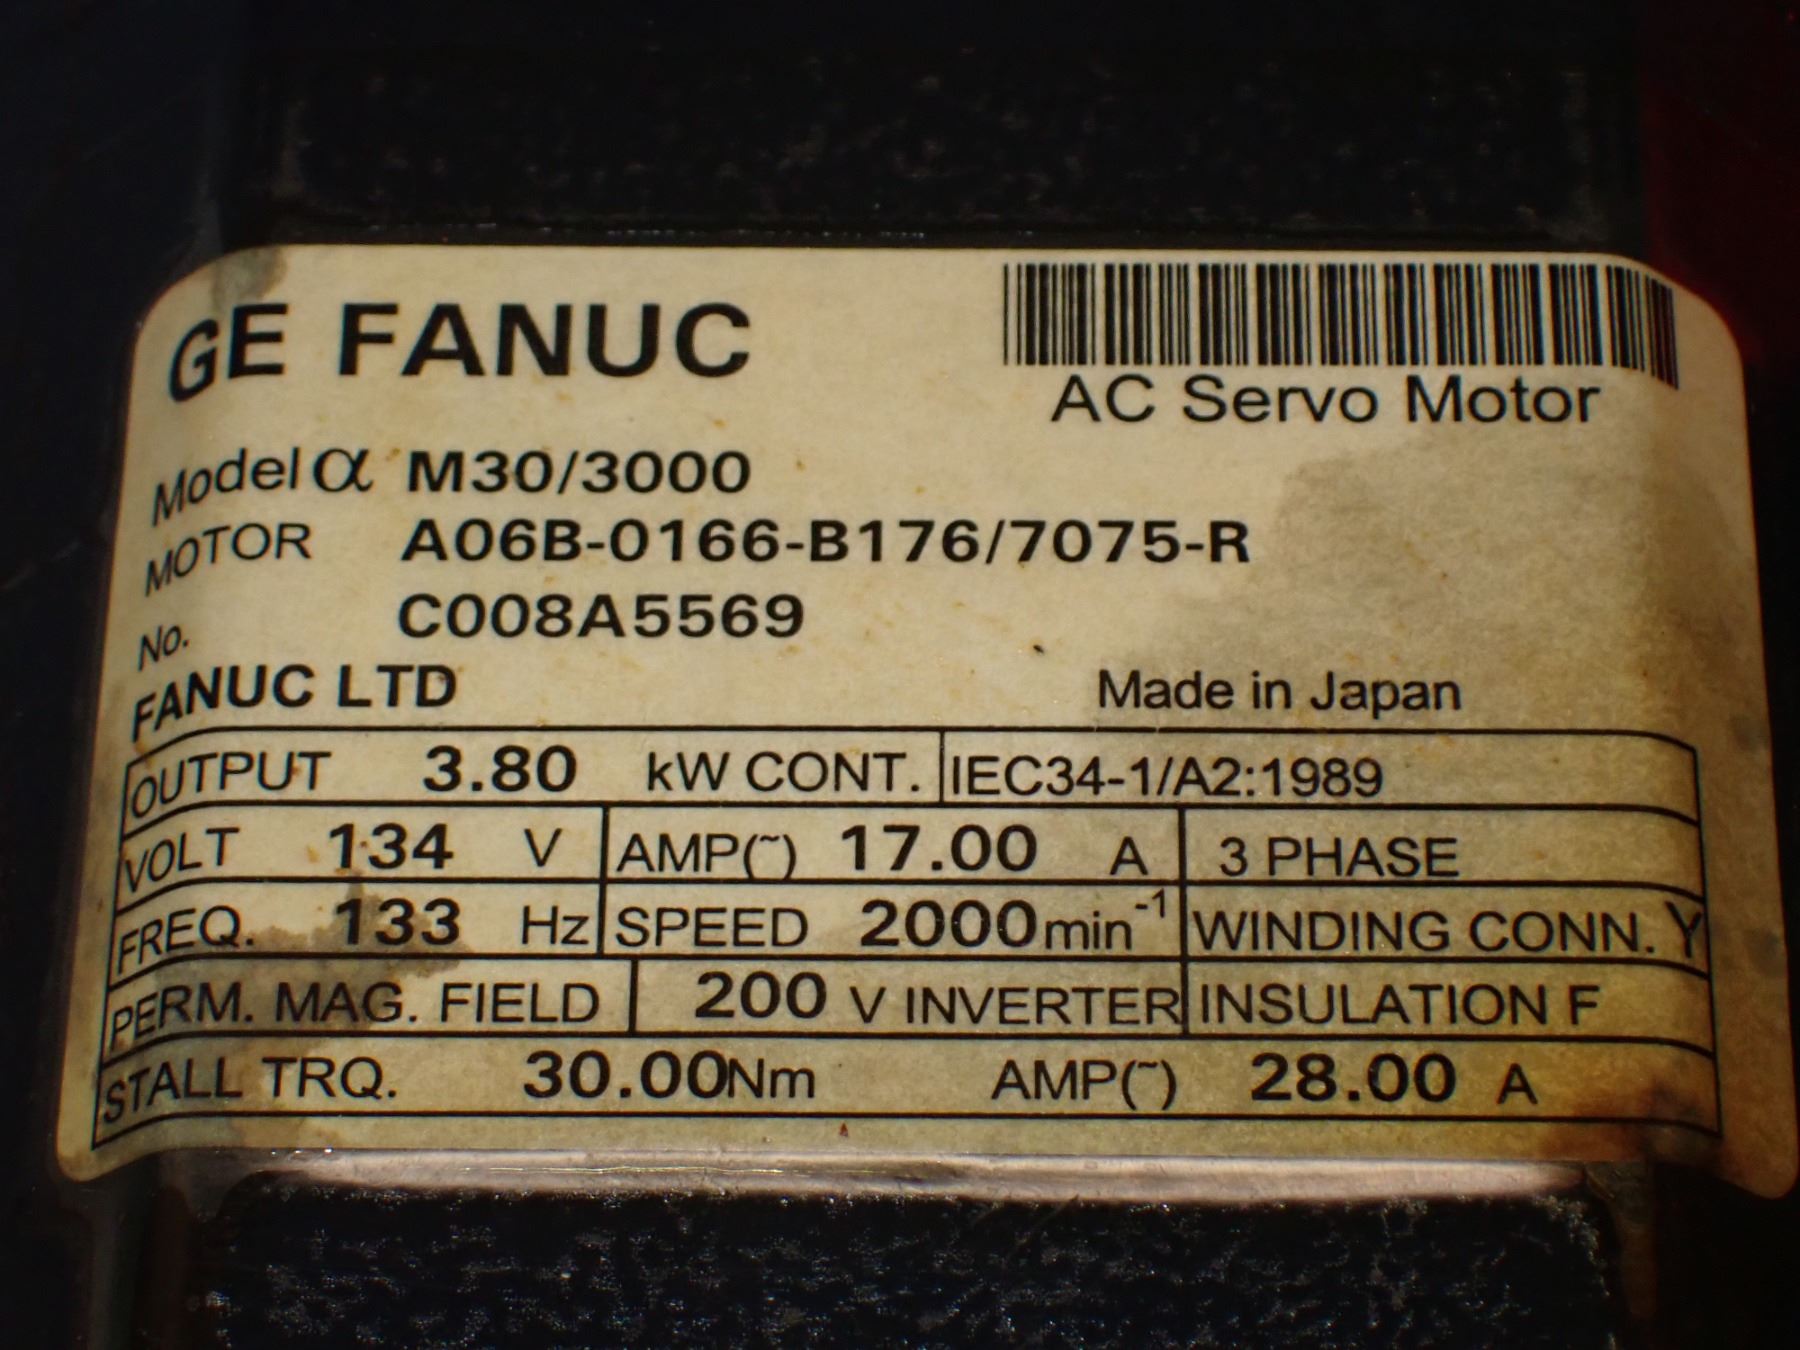 GE FANUC
AC Servo Motor
Model α M30/3000
MOTOR A06B-0166-B176/7075-R
No. C008A5569
FANUC LTD Made in Japan
OUTPUT 3.80 kW CONT. IEC34-1/A2:1989
VOLT 134 V AMP(~) 17.00 A 3 PHASE
FREQ. 133 Hz SPEED 2000min⁻¹ WINDING CONN. Y
PERM. MAG. FIELD 200 V INVERTER INSULATION F
STALL TRQ. 30.00Nm AMP(~) 28.00 A